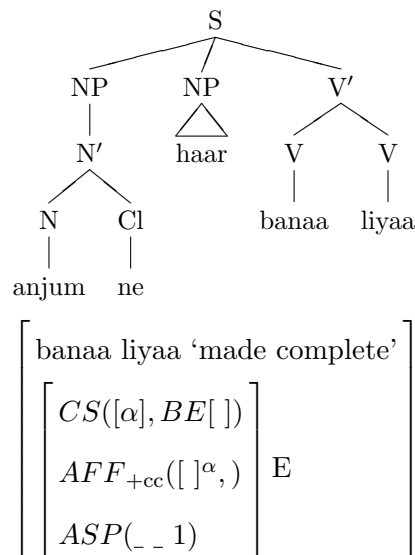 S
NP NP V′
N′ haar V V
N Cl banaa liyaa
anjum ne
banaa liyaa ‘made complete’
CS([α], BE[ ])
AFF+cc([ ]α, ) E
ASP(_ _ 1)